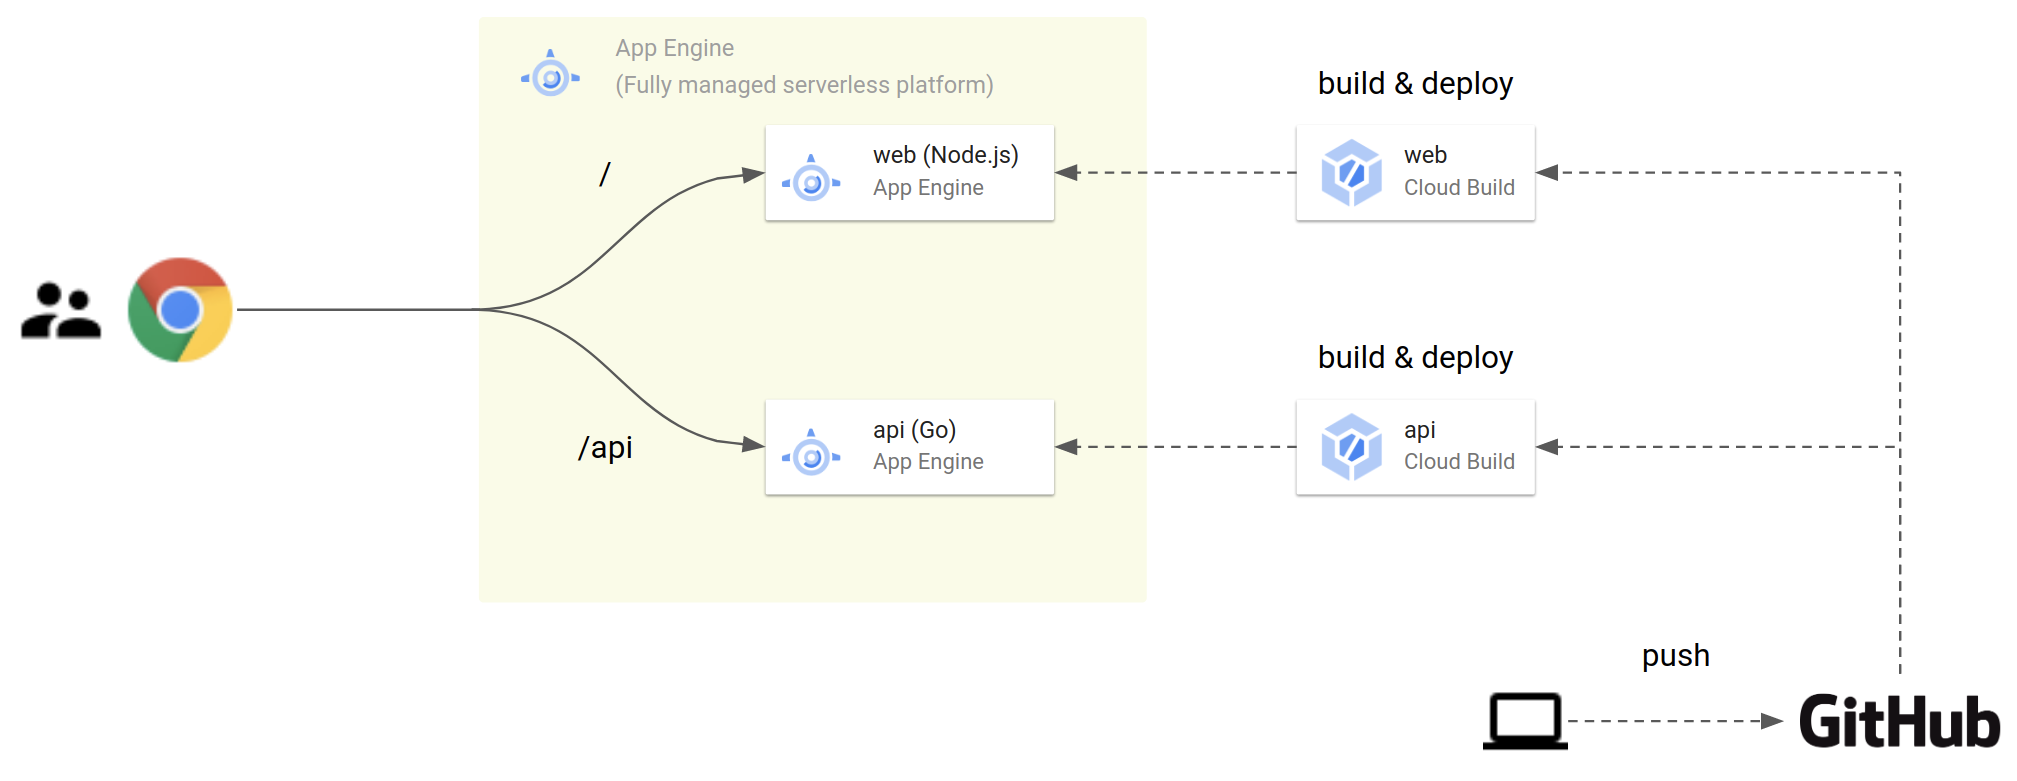 App Engine
(Fully managed serverless platform)
build & deploy
/
web (Node.js)
App Engine
web
Cloud Build
build & deploy
/api
api (Go)
App Engine
api
Cloud Build
push
GitHub